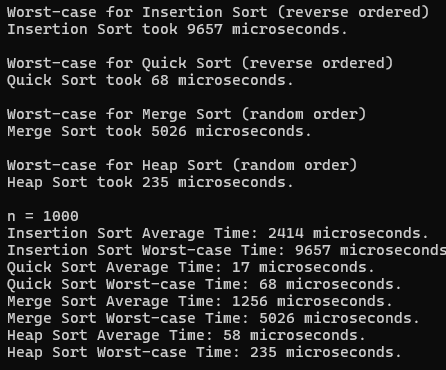 Worst-case for Insertion Sort (reverse ordered)
Insertion Sort took 9657 microseconds.
Worst-case for Quick Sort (reverse ordered)
Quick Sort took 68 microseconds.
Worst-case for Merge Sort (random order)
Merge Sort took 5026 microseconds.
Worst-case for Heap Sort (random order)
Heap Sort took 235 microseconds.
n = 1000
Insertion Sort Average Time: 2414 microseconds.
Insertion Sort Worst-case Time: 9657 microseconds
Quick Sort Average Time: 17 microseconds.
Quick Sort Worst-case Time: 68 microseconds.
Merge Sort Average Time: 1256 microseconds.
Merge Sort Worst-case Time: 5026 microseconds.
Heap Sort Average Time: 58 microseconds.
Heap Sort Worst-case Time: 235 microseconds.